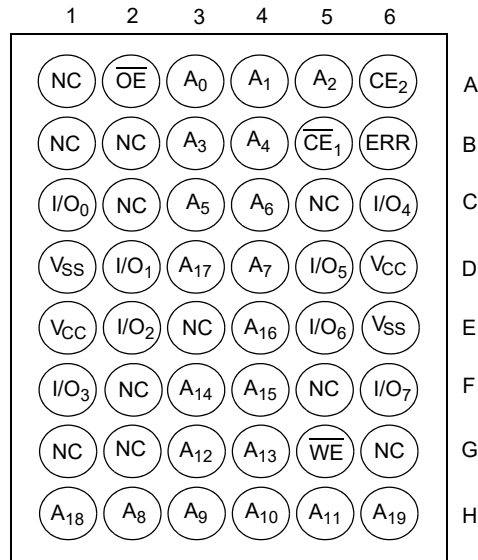 1 2 3 4 5 6
NC OE̅ A₀ A₁ A₂ CE₂ A
NC NC A₃ A₄ CE̅₁ ERR B
I/O₀ NC A₅ A₆ NC I/O₄ C
VSS I/O₁ A₁₇ A₇ I/O₅ VCC D
VCC I/O₂ NC A₁₆ I/O₆ VSS E
I/O₃ NC A₁₄ A₁₅ NC I/O₇ F
NC NC A₁₂ A₁₃ WE̅ NC G
A₁₈ A₈ A₉ A₁₀ A₁₁ A₁₉ H